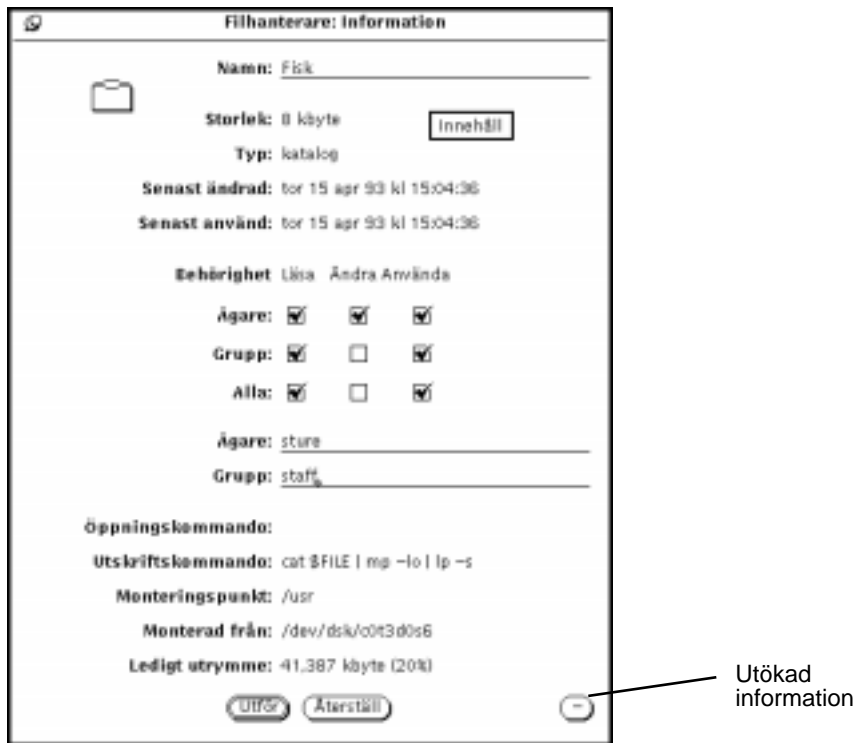 Filhanterare: Information
Namn: Fisk
Storlek: 8 kbyte
Innehåll
Typ: katalog
Senast ändrad: tor 15 apr 93 kl 15:04:36
Senast använd: tor 15 apr 93 kl 15:04:36
Behörighet Läsa Ändra Använda
Ägare:
Grupp:
Alla:
Ägare: sture
Grupp: staff
Öppningskommando:
Utskriftskommando: cat $FILE | mp -lo | lp -s
Monteringspunkt: /usr
Monterad från: /dev/dsk/c0t3d0s6
Ledigt utrymme: 41.387 kbyte (20%)
Utför Återställ -
Utökad
information